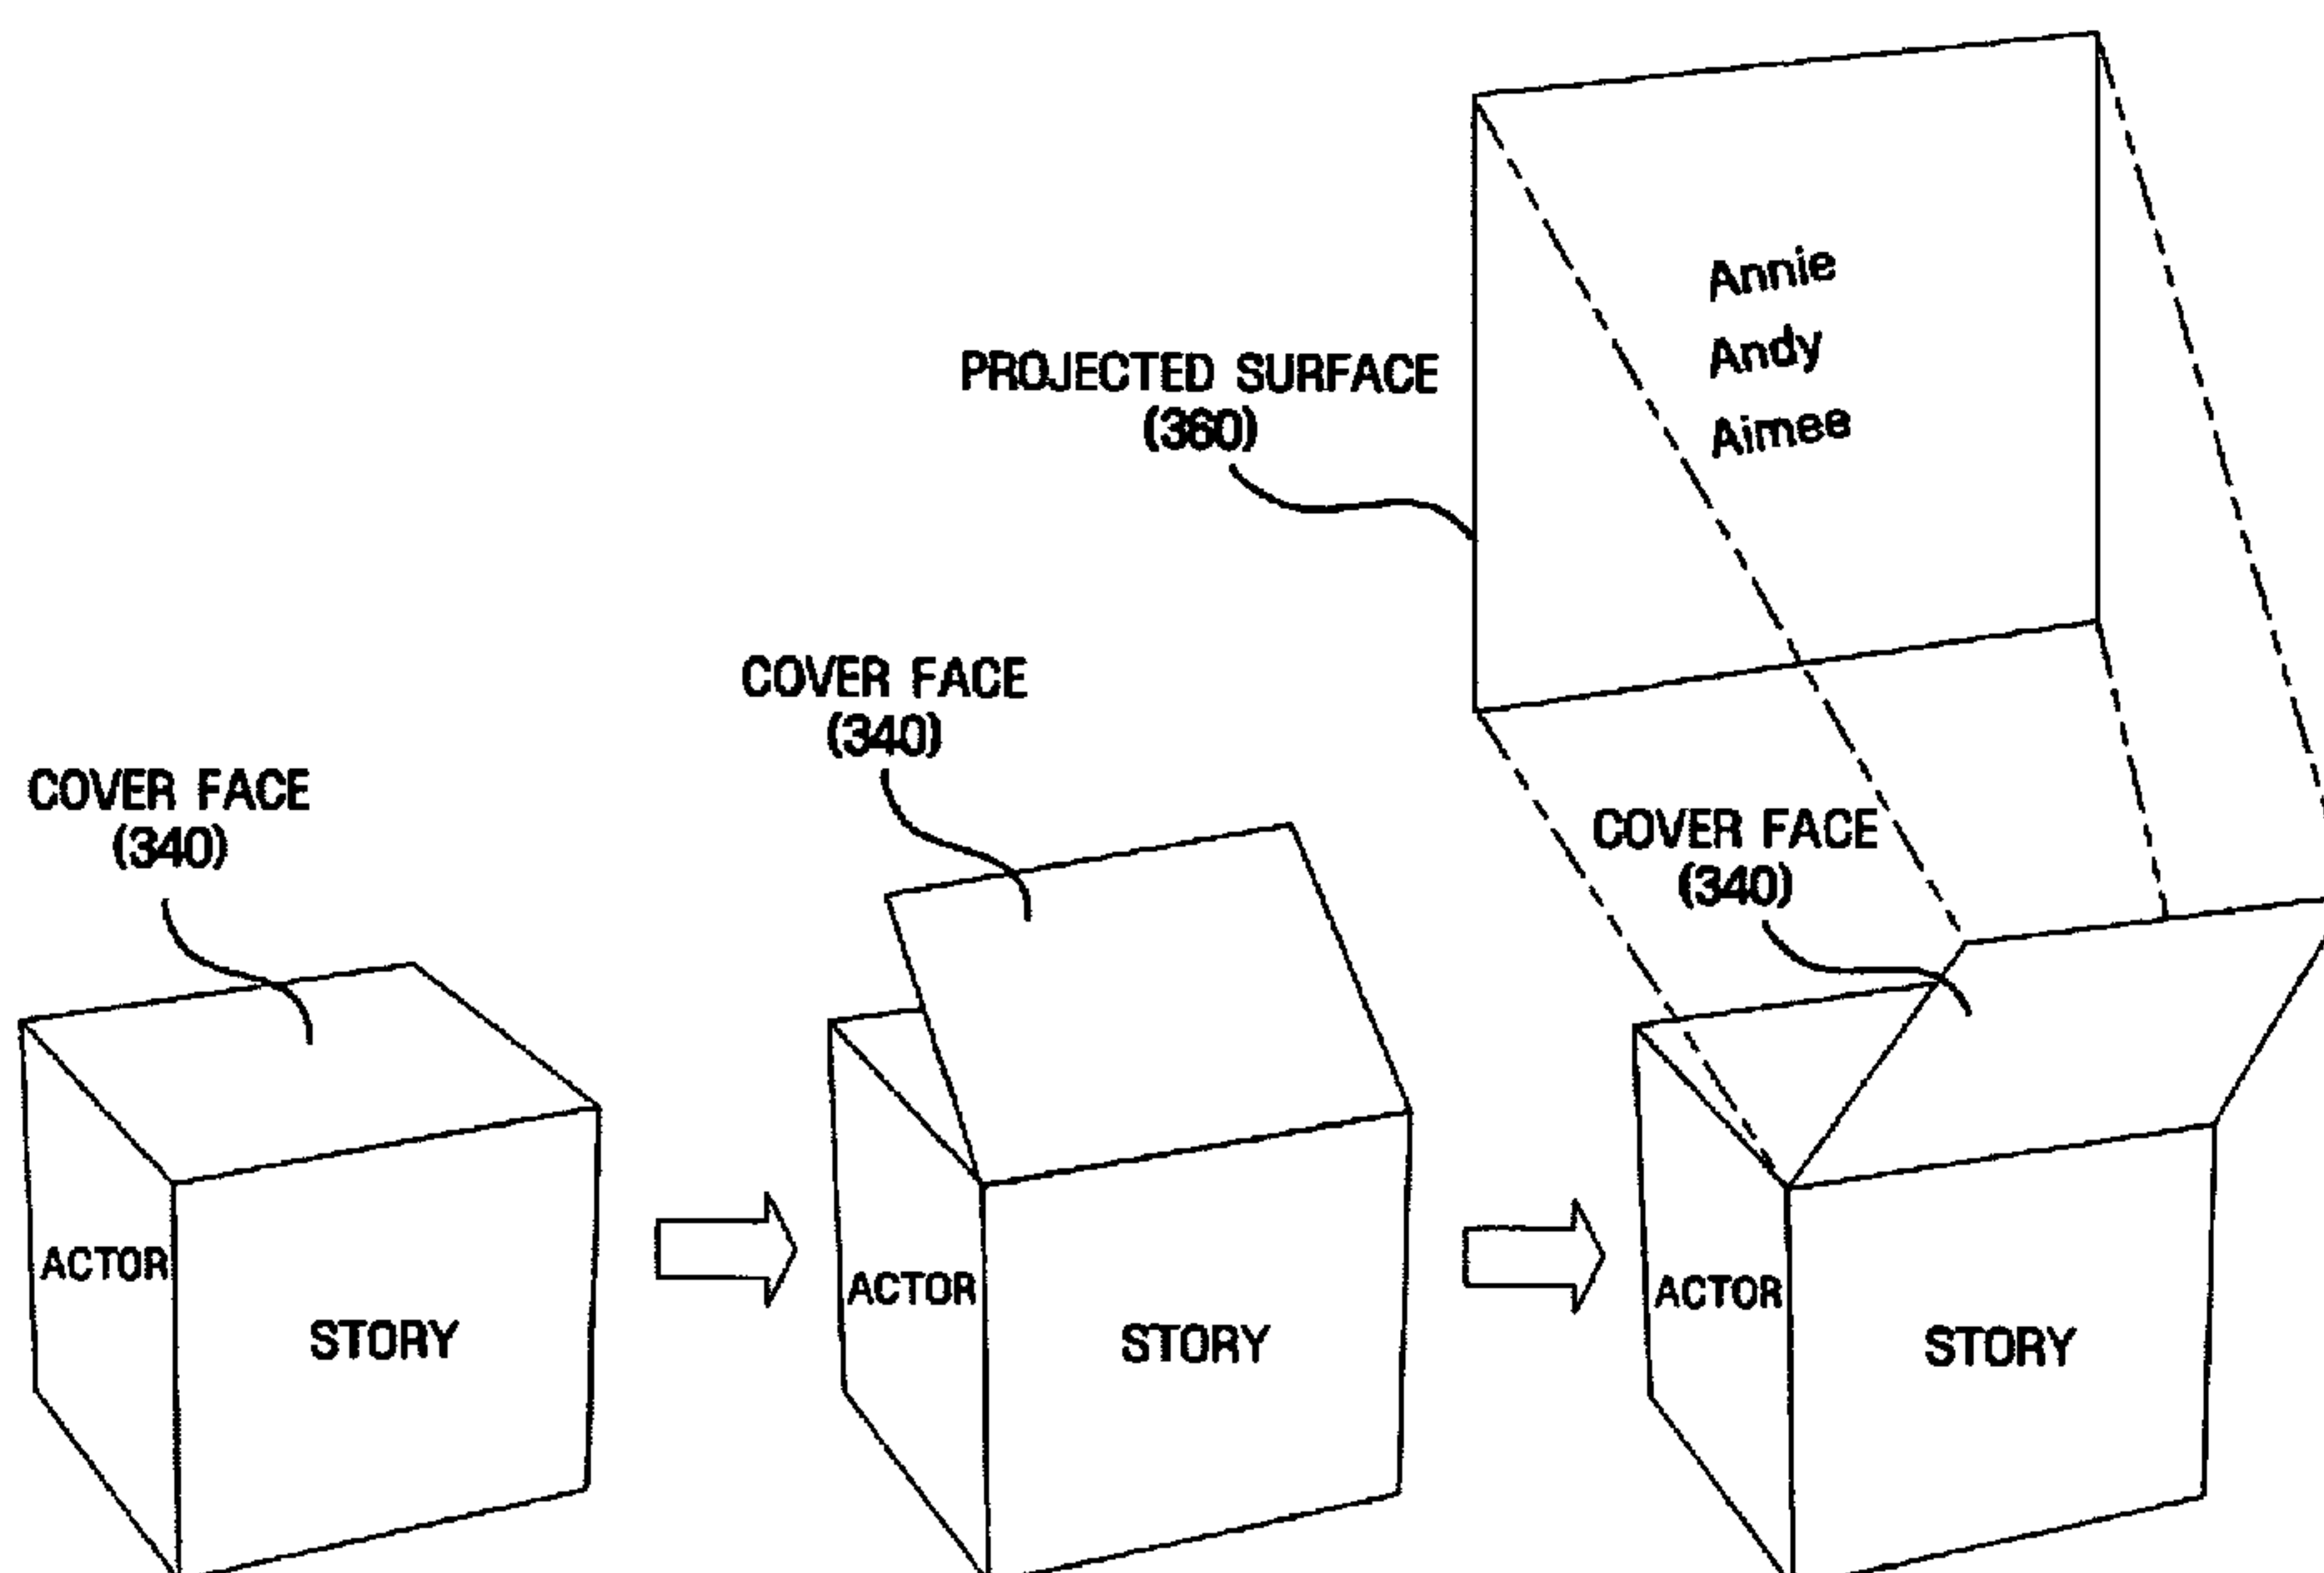 Annie
Andy
Aimee
PROJECTED SURFACE
(360)
COVER FACE
(340)
COVER FACE
(340)
COVER FACE
(340)
ACTOR
STORY
ACTOR
STORY
ACTOR
STORY